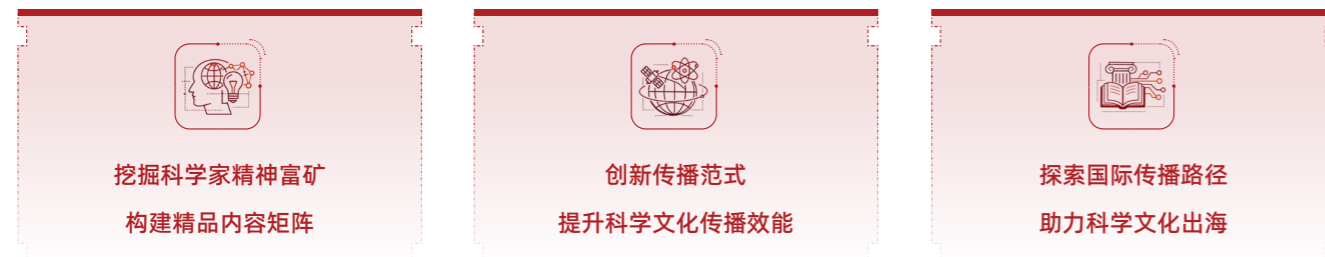 挖掘科学家精神富矿
构建精品内容矩阵
创新传播范式
提升科学文化传播效能
探索国际传播路径
助力科学文化出海